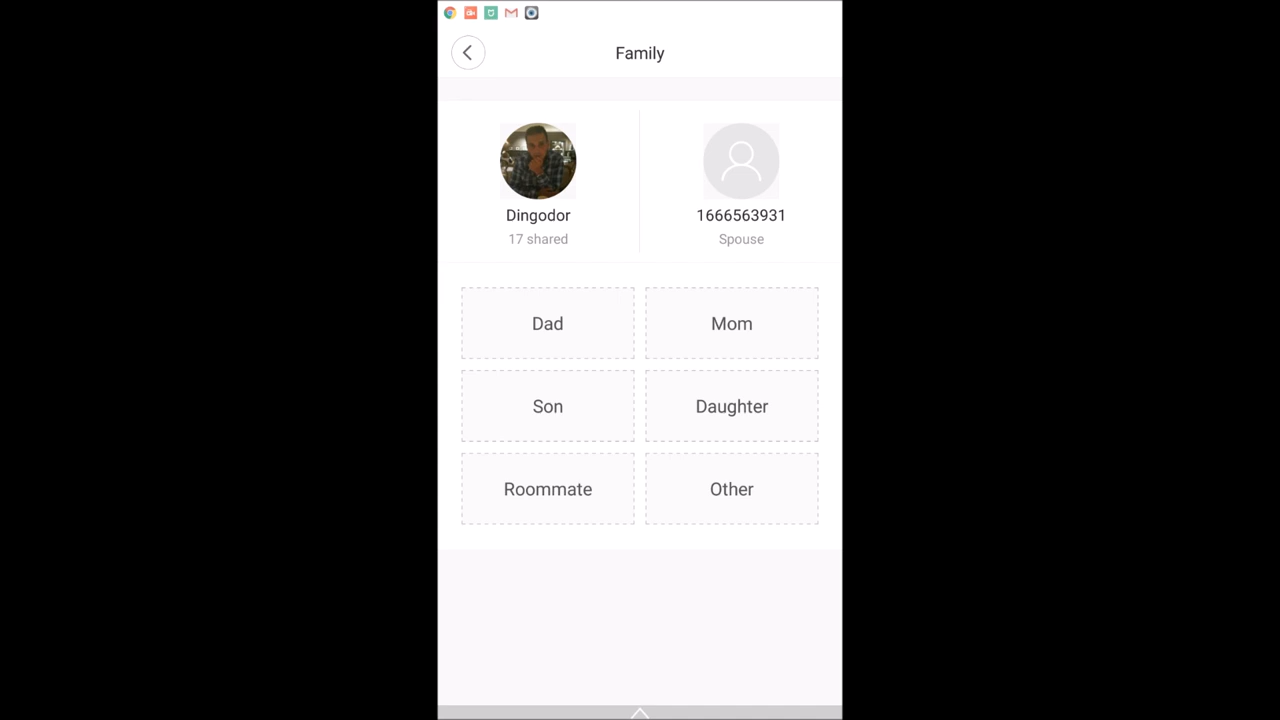 Family
Dingodor
17 shared
1666563931
Spouse
Dad
Mom
Son
Daughter
Roommate
Other